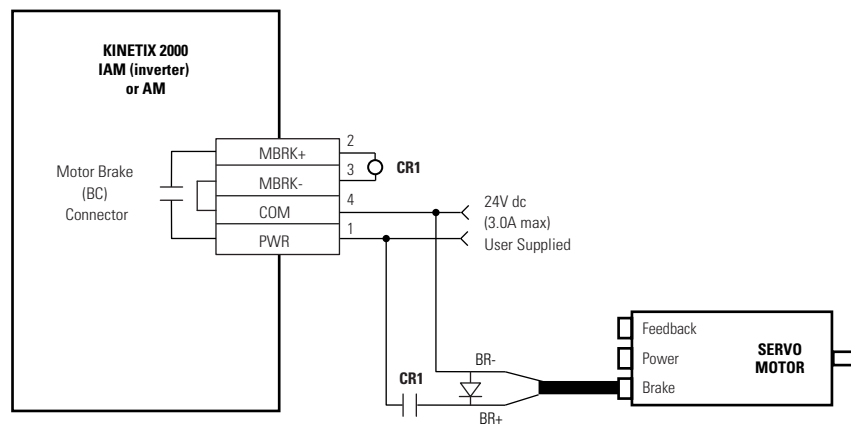 KINETIX 2000
IAM (inverter)
or AM
Motor Brake
(BC)
Connector
MBRK+
2
MBRK-
3
CR1
COM
4
PWR
1
24V dc
(3.0A max)
User Supplied
Feedback
Power
Brake
SERVO
MOTOR
BR-
CR1
BR+